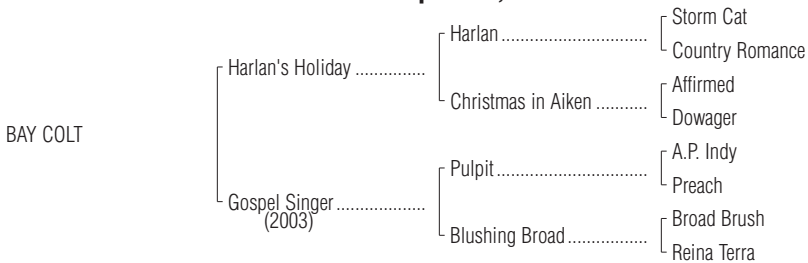 Storm Cat
Harlan
Country Romance
Harlan's Holiday
Affirmed
Christmas in Aiken
Dowager
BAY COLT
A.P. Indy
Pulpit
Preach
Gospel Singer
(2003)
Broad Brush
Blushing Broad
Reina Terra